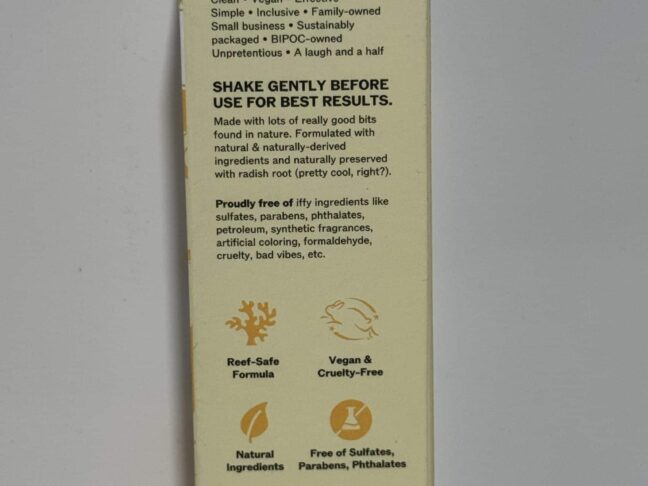 Clean • Vegan • Effective
Simple • Inclusive • Family-owned
Small business • Sustainably
packaged • BIPOC-owned
Unpretentious • A laugh and a half
SHAKE GENTLY BEFORE
USE FOR BEST RESULTS.
Made with lots of really good bits
found in nature. Formulated with
natural & naturally-derived
ingredients and naturally preserved
with radish root (pretty cool, right?).
Proudly free of iffy ingredients like
sulfates, parabens, phthalates,
petroleum, synthetic fragrances,
artificial coloring, formaldehyde,
cruelty, bad vibes, etc.
Reef-Safe
Formula
Vegan &
Cruelty-Free
Natural
Ingredients
Free of Sulfates,
Parabens, Phthalates